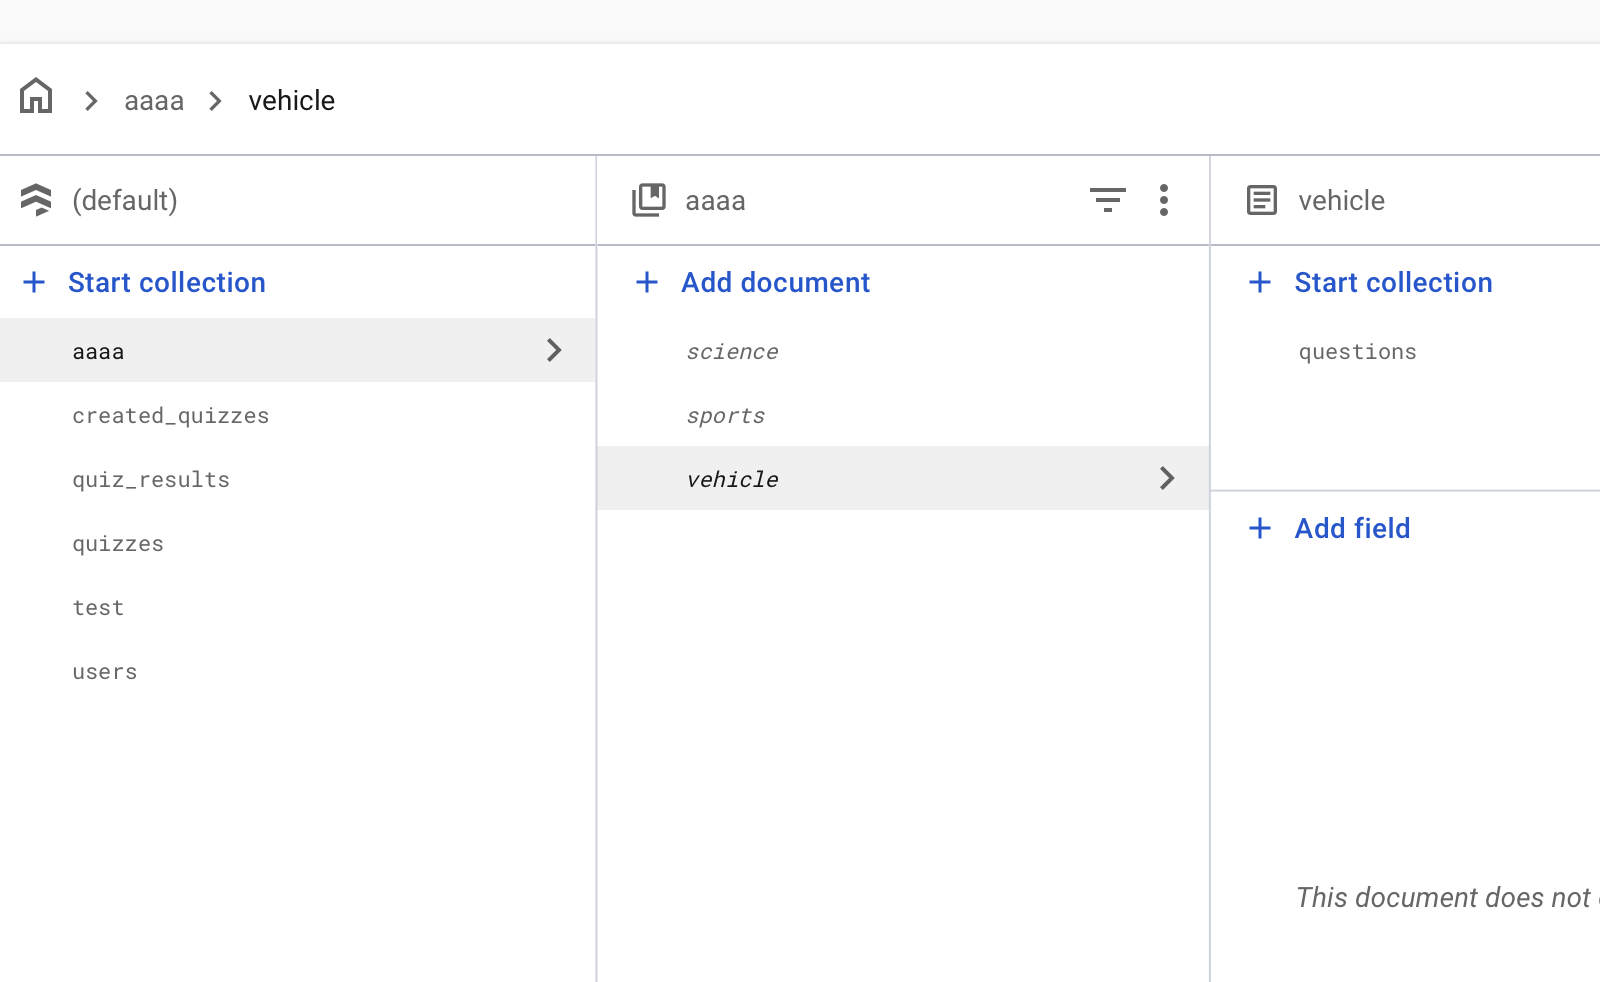 aaaa
vehicle
(default)
Start collection
aaaa
created_quizzes
quiz_results
quizzes
test
users
aaaa
Add document
science
sports
vehicle
vehicle
Start collection
questions
Add field
This document does not